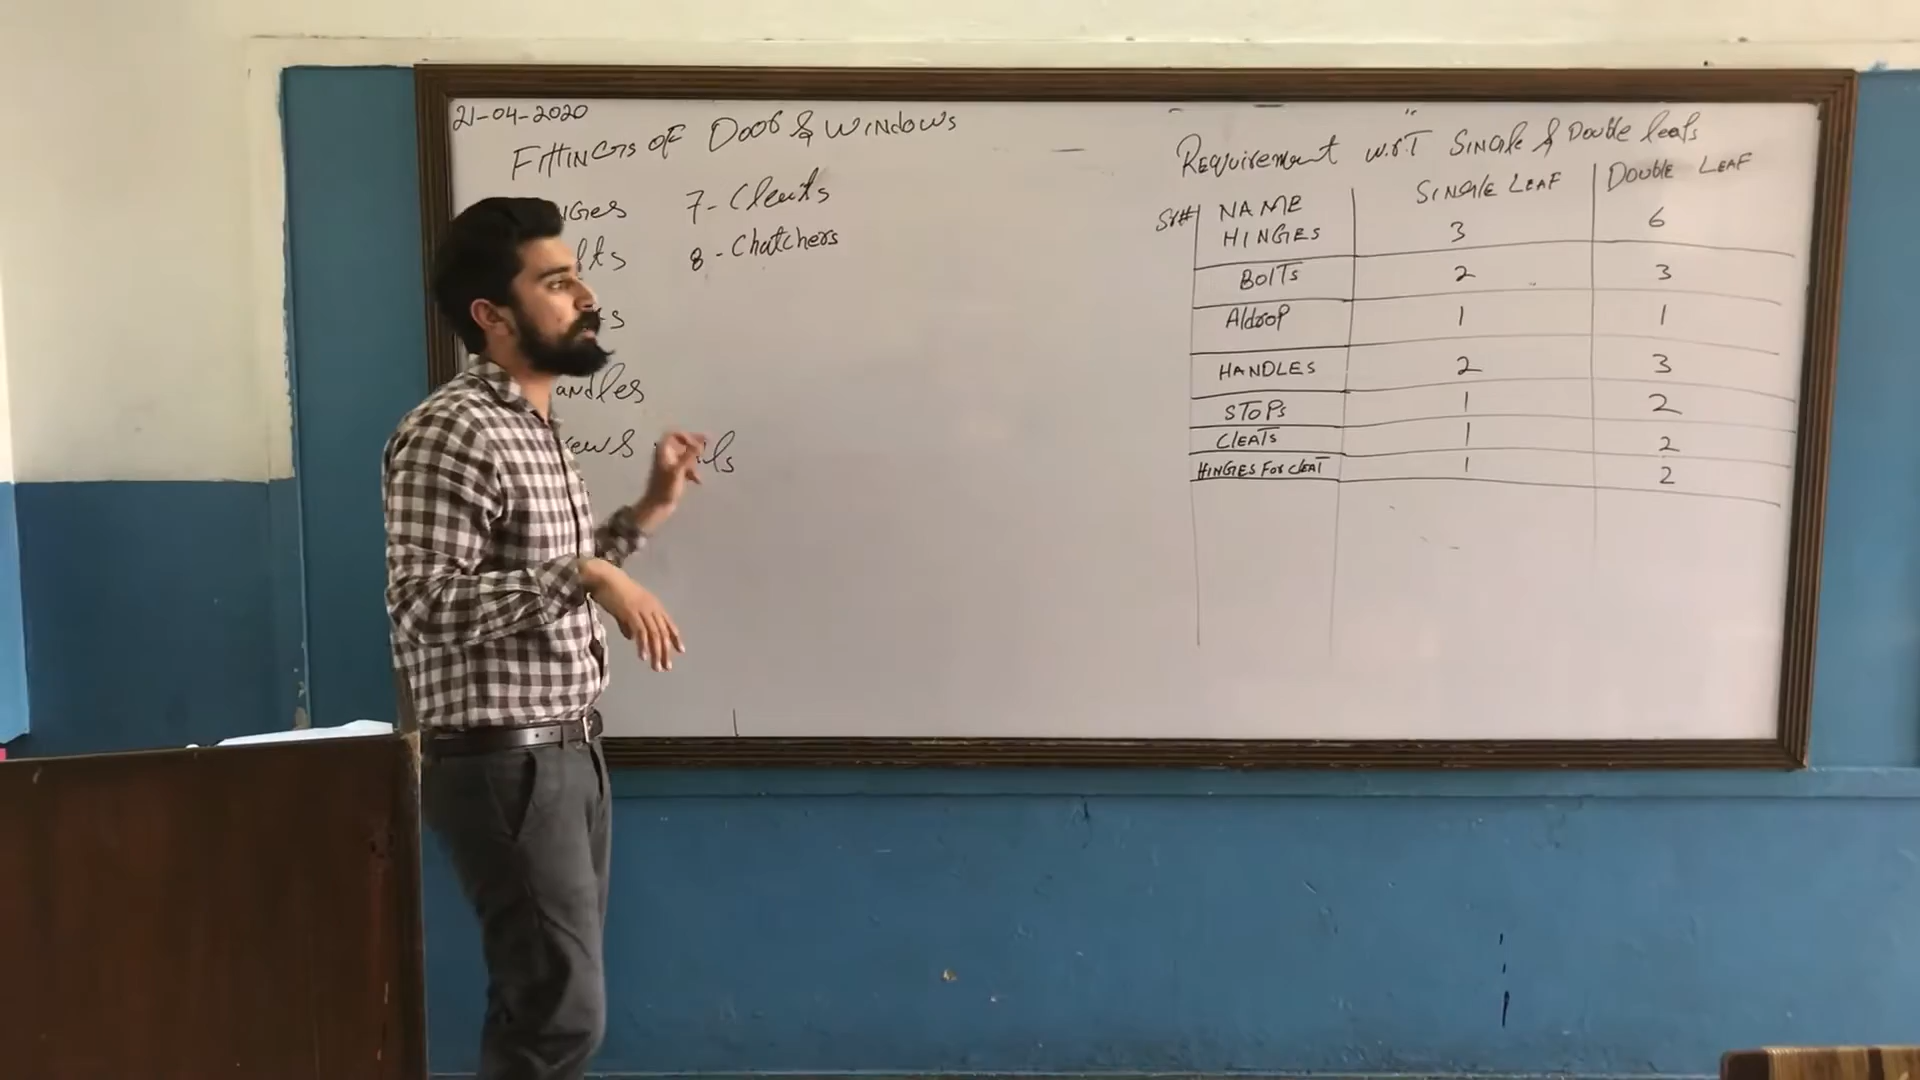 21-04-2020
FittINGs OF Door & WINdows
7- Cleats
8 - Chatchers
andles
Requirement w.r.T SINGle & Double leafs
Sr# NAME SINGle LEAF DOUBLE LEAF
HINGES 3 6
BOlTs 2 3
Aldrop 1 1
HANDLES 2 3
STOPs 1 2
CLEATs 1 2
HINGES FOR CLEAT 1 2